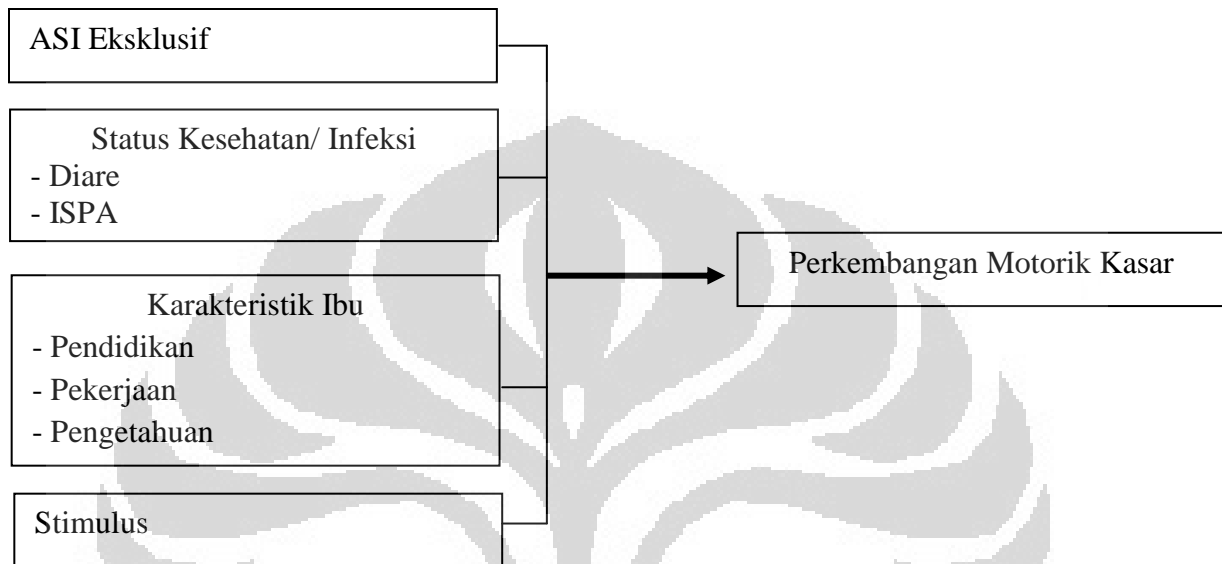 ASI Eksklusif
Status Kesehatan/ Infeksi
- Diare
- ISPA
Karakteristik Ibu
- Pendidikan
- Pekerjaan
- Pengetahuan
Stimulus
Perkembangan Motorik Kasar